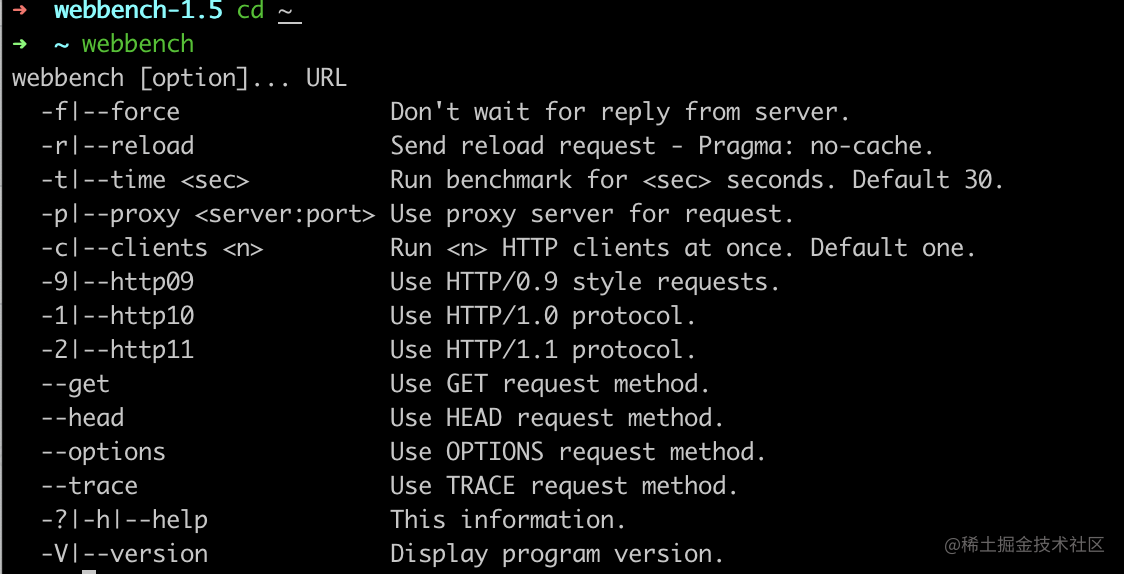 ➜  webbench-1.5 cd ~
➜  ~ webbench
webbench [option]... URL
  -f|--force               Don't wait for reply from server.
  -r|--reload              Send reload request - Pragma: no-cache.
  -t|--time <sec>          Run benchmark for <sec> seconds. Default 30.
  -p|--proxy <server:port> Use proxy server for request.
  -c|--clients <n>         Run <n> HTTP clients at once. Default one.
  -9|--http09              Use HTTP/0.9 style requests.
  -1|--http10              Use HTTP/1.0 protocol.
  -2|--http11              Use HTTP/1.1 protocol.
  --get                    Use GET request method.
  --head                   Use HEAD request method.
  --options                Use OPTIONS request method.
  --trace                  Use TRACE request method.
  -?|-h|--help             This information.
  -V|--version             Display program version.
@稀土掘金技术社区